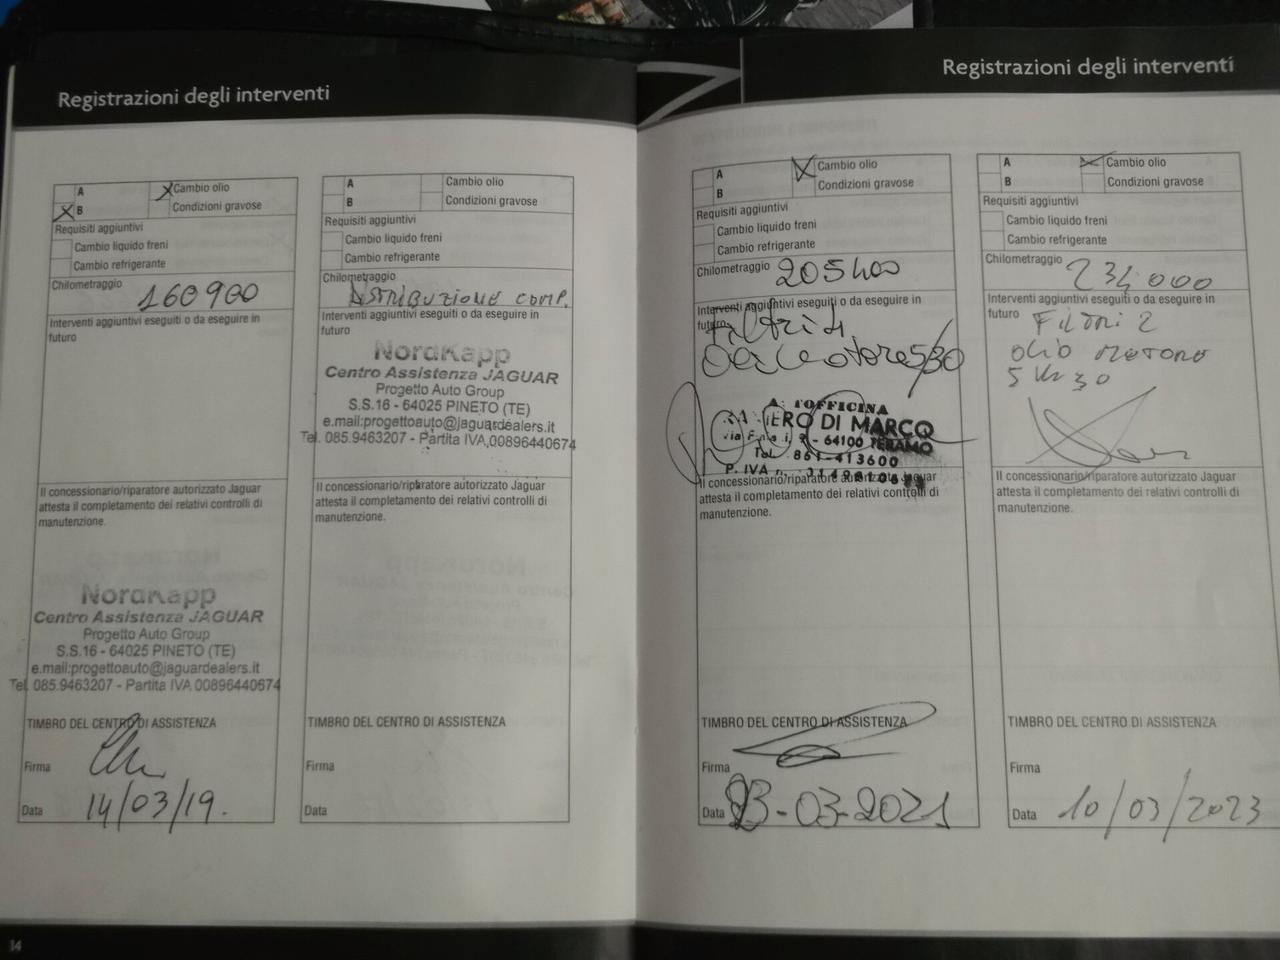 Registrazioni degli interventi
A
B
Cambio olio
Condizioni gravose
Requisiti aggiuntivi
Cambio liquido freni
Cambio refrigerante
Chilometraggio 160900
Interventi aggiuntivi eseguiti o da eseguire in
futuro
Il concessionario/riparatore autorizzato Jaguar
attesta il completamento dei relativi controlli di
manutenzione.
Nordkapp
Centro Assistenza JAGUAR
Progetto Auto Group
S.S.16 - 64025 PINETO (TE)
e.mail:progettoauto@jaguardealers.it
Tel. 085.9463207 - Partita IVA 00896440674
TIMBRO DEL CENTRO DI ASSISTENZA
Firma
Data 14/03/19.
A
B
Cambio olio
Condizioni gravose
Requisiti aggiuntivi
Cambio liquido freni
Cambio refrigerante
Chilometraggio
DISTRIBUZIONE COMP.
Interventi aggiuntivi eseguiti o da eseguire in
futuro
Nordkapp
Centro Assistenza JAGUAR
Progetto Auto Group
S.S.16 - 64025 PINETO (TE)
e.mail:progettoauto@jaguardealers.it
Tel. 085.9463207 - Partita IVA,00896440674
Il concessionario/riparatore autorizzato Jaguar
attesta il completamento dei relativi controlli di
manutenzione.
TIMBRO DEL CENTRO DI ASSISTENZA
Firma
Data
14
Registrazioni degli interventi
A
B
Cambio olio
Condizioni gravose
Requisiti aggiuntivi
Cambio liquido freni
Cambio refrigerante
Chilometraggio 205400
Interventi aggiuntivi eseguiti o da eseguire in
futuro
5/30
OFFICINA
DI MARCO
- 64100 TERAMO
861-413600
P. IVA
Il concessionario/riparatore autorizzato Jaguar
attesta il completamento dei relativi controlli di
manutenzione.
TIMBRO DEL CENTRO DI ASSISTENZA
Firma
Data 23-03-2021
A
B
Cambio olio
Condizioni gravose
Requisiti aggiuntivi
Cambio liquido freni
Cambio refrigerante
Chilometraggio 234000
Interventi aggiuntivi eseguiti o da eseguire in
futuro Filtri 2
olio motore
5W30
Il concessionario/riparatore autorizzato Jaguar
attesta il completamento dei relativi controlli di
manutenzione.
TIMBRO DEL CENTRO DI ASSISTENZA
Firma
Data 10/03/2023